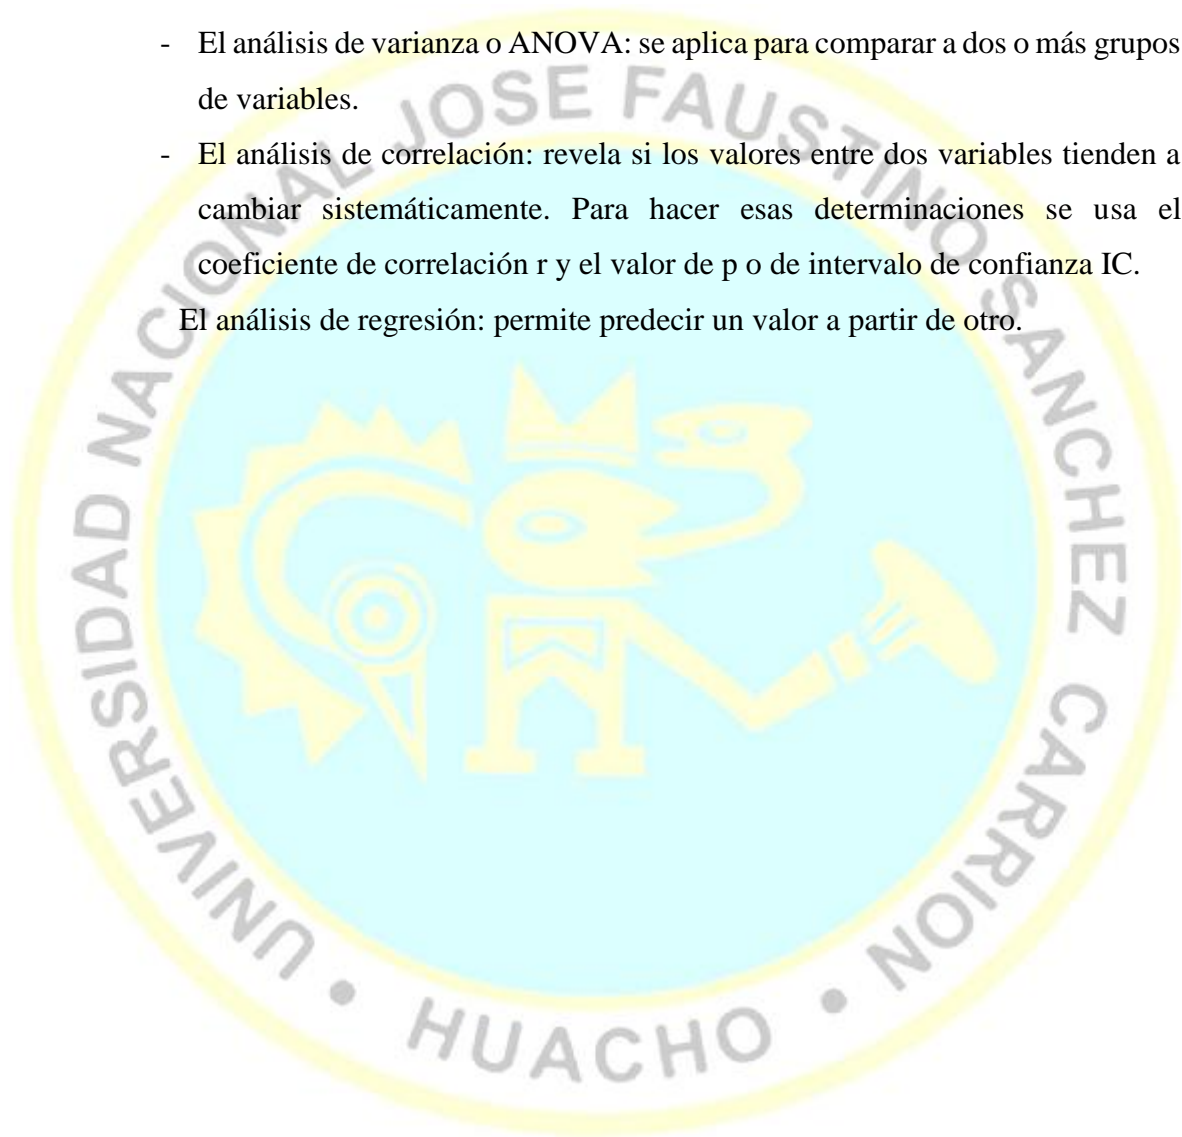 - El análisis de varianza o ANOVA: se aplica para comparar a dos o más grupos
de variables.
- El análisis de correlación: revela si los valores entre dos variables tienden a
cambiar sistemáticamente. Para hacer esas determinaciones se usa el
coeficiente de correlación r y el valor de p o de intervalo de confianza IC.
El análisis de regresión: permite predecir un valor a partir de otro.
UNIVERSIDAD NACIONAL JOSE FAUSTINO SANCHEZ CARRION • HUACHO •